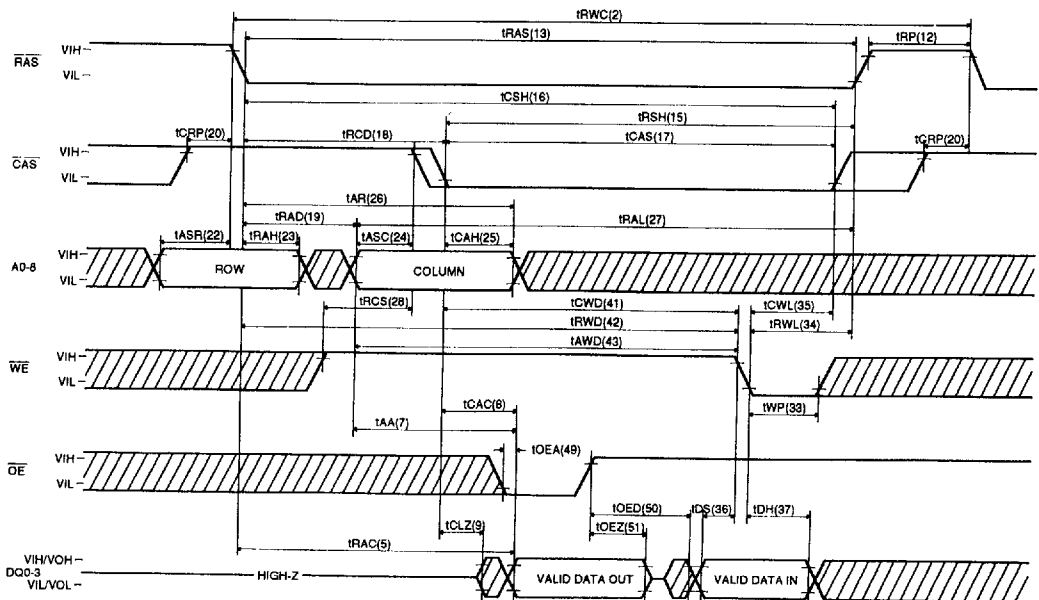 tRWC(2)
tRAS(13)
tRP(12)
RAS
VIH
VIL
tCSH(16)
tRSH(15)
tCRP(20)
tRCD(18)
tCAS(17)
tCRP(20)
CAS
VIH
VIL
tAR(26)
tRAD(19)
tRAL(27)
tASR(22)
tRAH(23)
tASC(24)
tCAH(25)
A0-8
VIH
VIL
ROW
COLUMN
tRCS(28)
tCWD(41)
tCWL(35)
tRWD(42)
tRWL(34)
tAWD(43)
WE
VIH
VIL
tWP(33)
tCAC(8)
tAA(7)
tOEA(49)
OE
VIH
VIL
tOED(50)
tDS(36)
tDH(37)
tCLZ(9)
tOEZ(51)
tRAC(5)
VIH/VOH
DQ0-3
VIL/VOL
HIGH-Z
VALID DATA OUT
VALID DATA IN